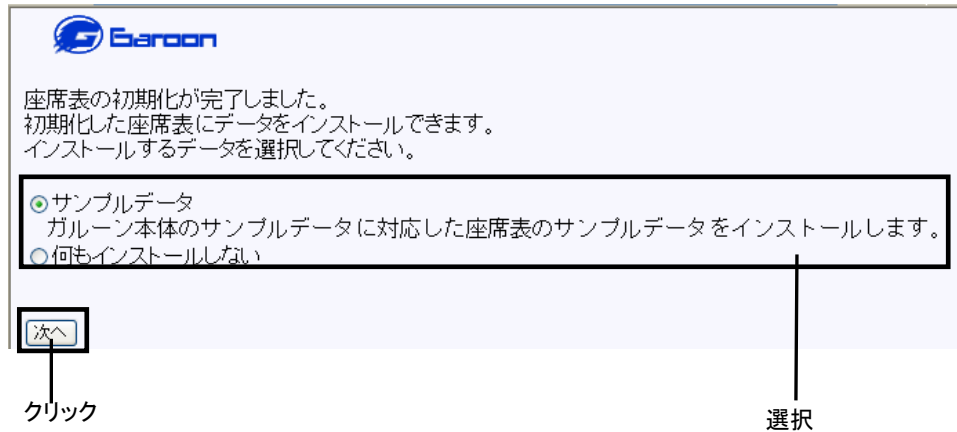 Garoon
座席表の初期化が完了しました。
初期化した座席表にデータをインストールできます。
インストールするデータを選択してください。
サンプルデータ
ガルーン本体のサンプルデータに対応した座席表のサンプルデータをインストールします。
何もインストールしない
次へ
クリック
選択